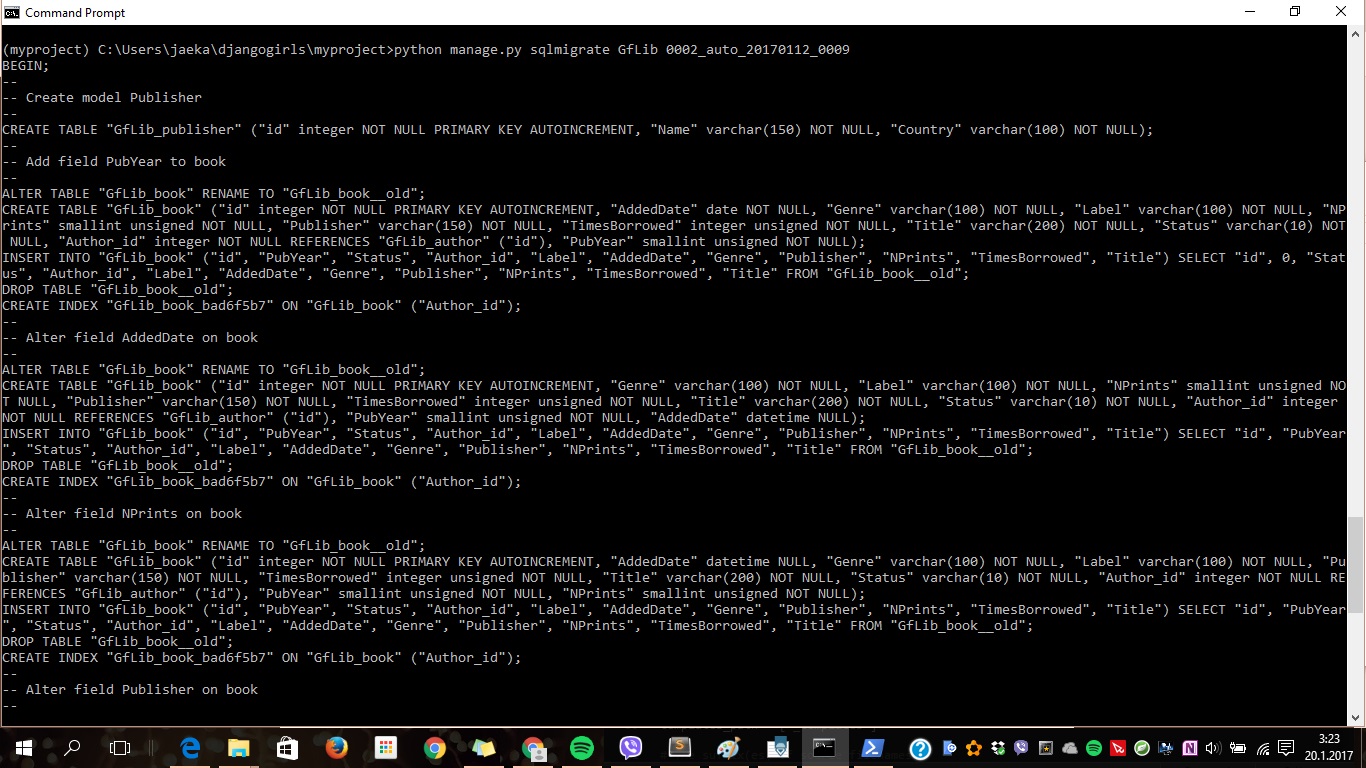 Command Prompt
(myproject) C:\Users\jaeka\djangogirls\myproject>python manage.py sqlmigrate GfLib 0002_auto_20170112_0009
BEGIN;
--
-- Create model Publisher
--
CREATE TABLE "GfLib_publisher" ("id" integer NOT NULL PRIMARY KEY AUTOINCREMENT, "Name" varchar(150) NOT NULL, "Country" varchar(100) NOT NULL);
--
-- Add field PubYear to book
--
ALTER TABLE "GfLib_book" RENAME TO "GfLib_book__old";
CREATE TABLE "GfLib_book" ("id" integer NOT NULL PRIMARY KEY AUTOINCREMENT, "AddedDate" date NOT NULL, "Genre" varchar(100) NOT NULL, "Label" varchar(100) NOT NULL, "NP
rints" smallint unsigned NOT NULL, "Publisher" varchar(150) NOT NULL, "TimesBorrowed" integer unsigned NOT NULL, "Title" varchar(200) NOT NULL, "Status" varchar(10) NOT
 NULL, "Author_id" integer NOT NULL REFERENCES "GfLib_author" ("id"), "PubYear" smallint unsigned NOT NULL);
INSERT INTO "GfLib_book" ("id", "PubYear", "Status", "Author_id", "Label", "AddedDate", "Genre", "Publisher", "NPrints", "TimesBorrowed", "Title") SELECT "id", 0, "Stat
us", "Author_id", "Label", "AddedDate", "Genre", "Publisher", "NPrints", "TimesBorrowed", "Title" FROM "GfLib_book__old";
DROP TABLE "GfLib_book__old";
CREATE INDEX "GfLib_book_bad6f5b7" ON "GfLib_book" ("Author_id");
--
-- Alter field AddedDate on book
--
ALTER TABLE "GfLib_book" RENAME TO "GfLib_book__old";
CREATE TABLE "GfLib_book" ("id" integer NOT NULL PRIMARY KEY AUTOINCREMENT, "Genre" varchar(100) NOT NULL, "Label" varchar(100) NOT NULL, "NPrints" smallint unsigned NO
T NULL, "Publisher" varchar(150) NOT NULL, "TimesBorrowed" integer unsigned NOT NULL, "Title" varchar(200) NOT NULL, "Status" varchar(10) NOT NULL, "Author_id" integer
NOT NULL REFERENCES "GfLib_author" ("id"), "PubYear" smallint unsigned NOT NULL, "AddedDate" datetime NULL);
INSERT INTO "GfLib_book" ("id", "PubYear", "Status", "Author_id", "Label", "AddedDate", "Genre", "Publisher", "NPrints", "TimesBorrowed", "Title") SELECT "id", "PubYear
", "Status", "Author_id", "Label", "AddedDate", "Genre", "Publisher", "NPrints", "TimesBorrowed", "Title" FROM "GfLib_book__old";
DROP TABLE "GfLib_book__old";
CREATE INDEX "GfLib_book_bad6f5b7" ON "GfLib_book" ("Author_id");
--
-- Alter field NPrints on book
--
ALTER TABLE "GfLib_book" RENAME TO "GfLib_book__old";
CREATE TABLE "GfLib_book" ("id" integer NOT NULL PRIMARY KEY AUTOINCREMENT, "AddedDate" datetime NULL, "Genre" varchar(100) NOT NULL, "Label" varchar(100) NOT NULL, "Pu
blisher" varchar(150) NOT NULL, "TimesBorrowed" integer unsigned NOT NULL, "Title" varchar(200) NOT NULL, "Status" varchar(10) NOT NULL, "Author_id" integer NOT NULL RE
FERENCES "GfLib_author" ("id"), "PubYear" smallint unsigned NOT NULL, "NPrints" smallint unsigned NOT NULL);
INSERT INTO "GfLib_book" ("id", "PubYear", "Status", "Author_id", "Label", "AddedDate", "Genre", "Publisher", "NPrints", "TimesBorrowed", "Title") SELECT "id", "PubYear
", "Status", "Author_id", "Label", "AddedDate", "Genre", "Publisher", "NPrints", "TimesBorrowed", "Title" FROM "GfLib_book__old";
DROP TABLE "GfLib_book__old";
CREATE INDEX "GfLib_book_bad6f5b7" ON "GfLib_book" ("Author_id");
--
-- Alter field Publisher on book
--
3:23
20.1.2017